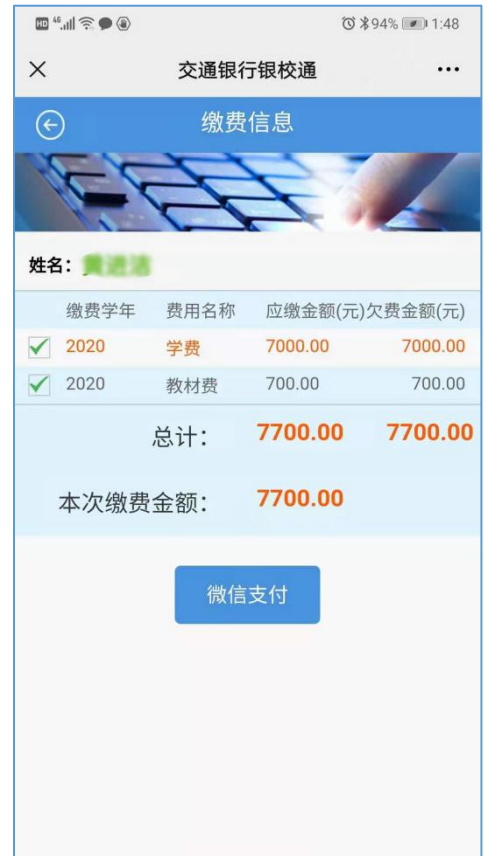 HD 46 94% 1:48
交通银行银校通
缴费信息
姓名：
缴费学年 费用名称 应缴金额(元)欠费金额(元)
2020 学费 7000.00 7000.00
2020 教材费 700.00 700.00
总计： 7700.00 7700.00
本次缴费金额： 7700.00
微信支付